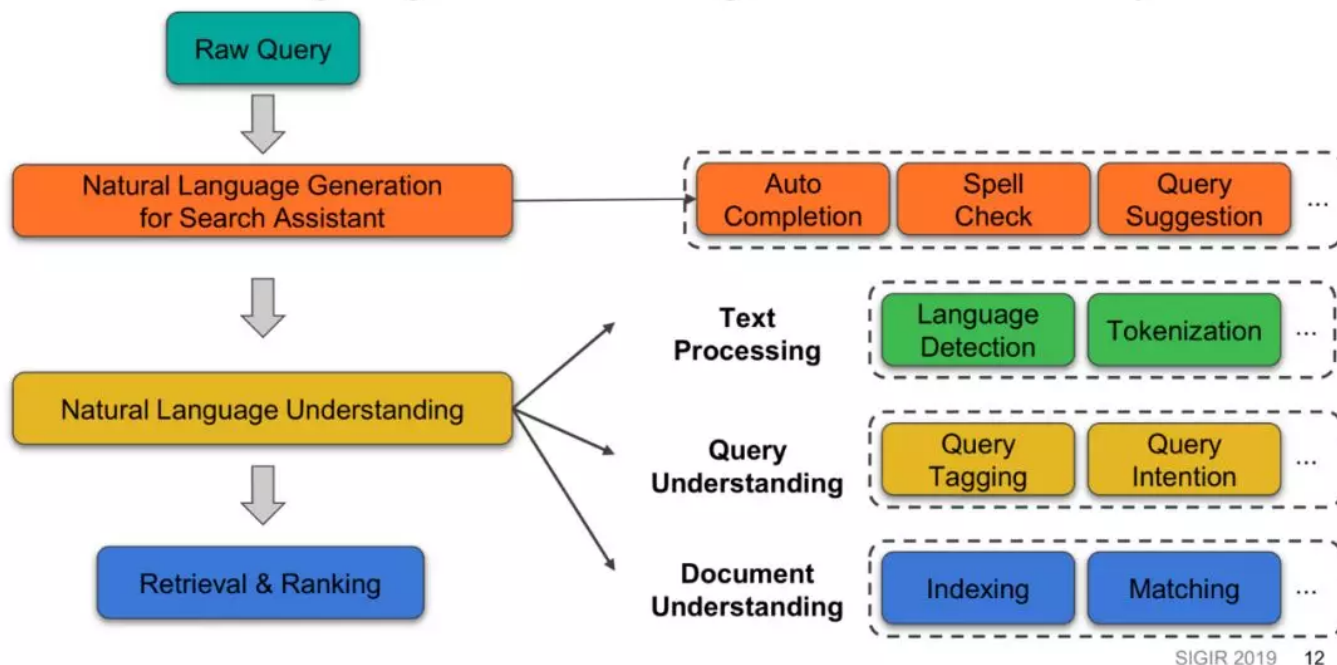 Raw Query
Natural Language Generation
for Search Assistant
Auto
Completion
Spell
Check
Query
Suggestion
...
Text
Processing
Language
Detection
Tokenization
...
Natural Language Understanding
Query
Understanding
Query
Tagging
Query
Intention
...
Retrieval & Ranking
Document
Understanding
Indexing
Matching
...
SIGIR 2019 12